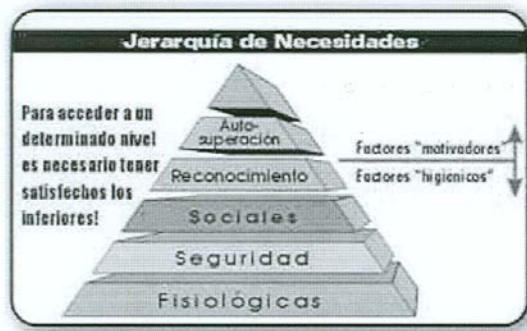 Jerarquía de Necesidades
Para acceder a un
determinado nivel
es necesario tener
satisfechos los
inferiores!
Auto-
superación
Reconocimiento
Sociales
Seguridad
Fisiológicas
Factores "motivadores"
Factores "higiénicos"